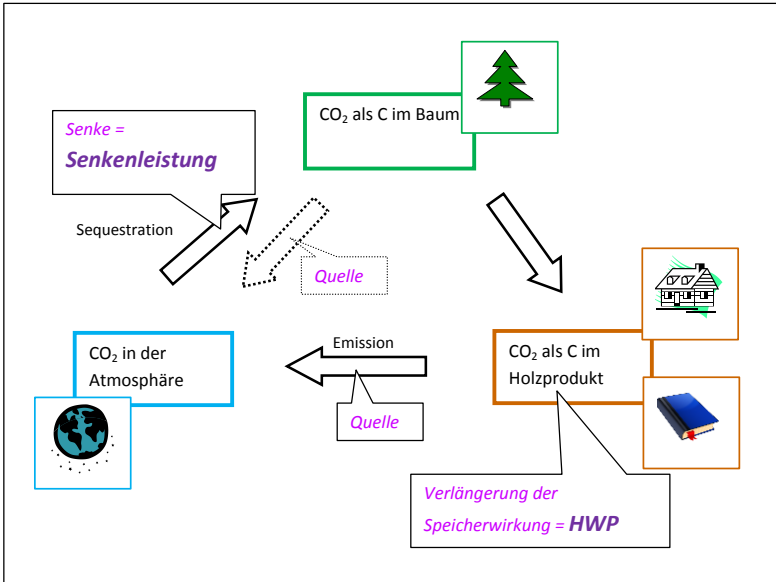 CO₂ als C im Baum
Senke =
Senkenleistung
Sequestration
Quelle
CO₂ in der
Atmosphäre
Emission
Quelle
CO₂ als C im
Holzprodukt
Verlängerung der
Speicherwirkung = HWP